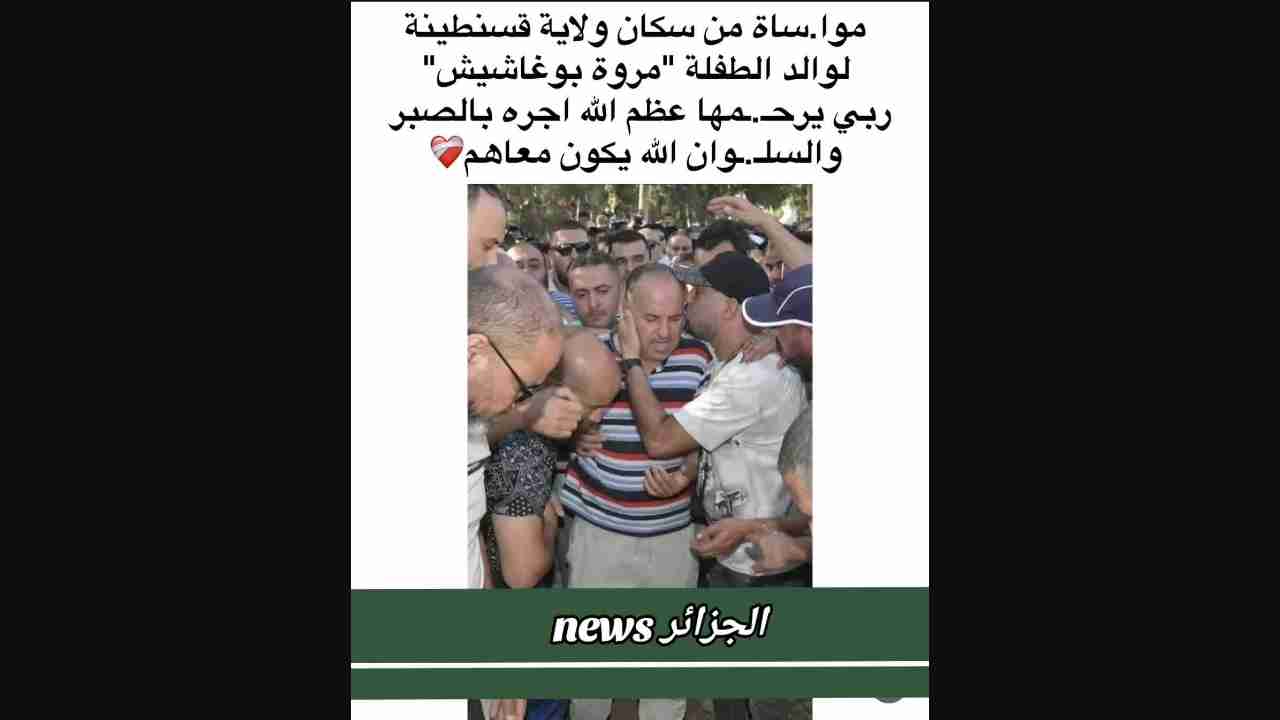 موا.ساة من سكان ولاية قسنطينة
لوالد الطفلة "مروة بوغاشيش"
ربي يرحـ.ـمها عظم الله اجره بالصبر
والسلـ.ـوان الله يكون معاهم❤️‍🩹
الجزائر news